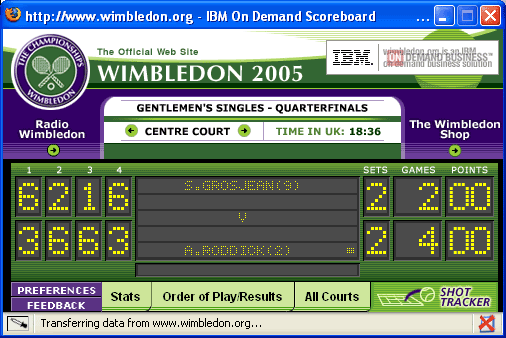 http://www.wimbledon.org - IBM On Demand Scoreboard
THE CHAMPIONSHIPS
WIMBLEDON
The Official Web Site
WIMBLEDON 2005
IBM
wimbledon.org is an IBM
ON DEMAND BUSINESS™
on demand business solution
Radio
Wimbledon
GENTLEMEN'S SINGLES - QUARTERFINALS
CENTRE COURT
TIME IN UK: 18:36
The Wimbledon
Shop
1 2 3 4 SETS GAMES POINTS
6 2 1 6 S.GROSJEAN(9) 2 2 00
V
3 6 6 3 A.RODDICK(2) 2 4 00
PREFERENCES
FEEDBACK
Stats
Order of Play/Results
All Courts
SHOT
TRACKER
Transferring data from www.wimbledon.org...